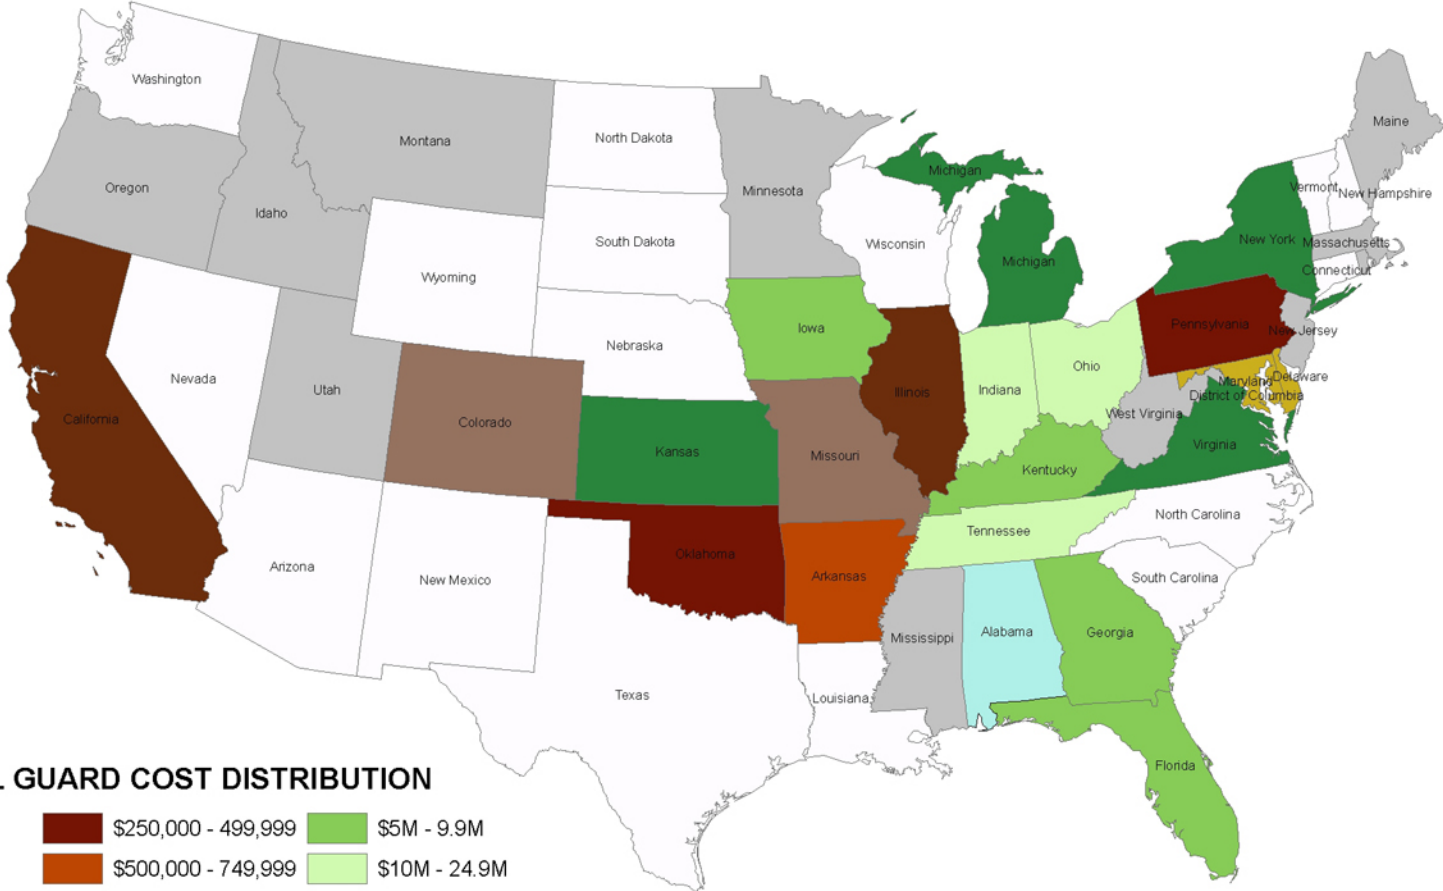 Washington
Montana
North Dakota
Minnesota
Maine
Oregon
Idaho
Michigan
Vermont
New Hampshire
South Dakota
Wisconsin
New York
Massachusetts
Wyoming
Michigan
Connecticut
Iowa
Pennsylvania
New Jersey
Nebraska
Nevada
Utah
Ohio
Indiana
Illinois
Maryland
Delaware
District of Columbia
California
Colorado
West Virginia
Kansas
Missouri
Kentucky
Virginia
North Carolina
Tennessee
Oklahoma
Arizona
New Mexico
Arkansas
South Carolina
Mississippi
Alabama
Georgia
Texas
Louisiana
Florida
GUARD COST DISTRIBUTION
$250,000 - 499,999
$5M - 9.9M
$500,000 - 749,999
$10M - 24.9M